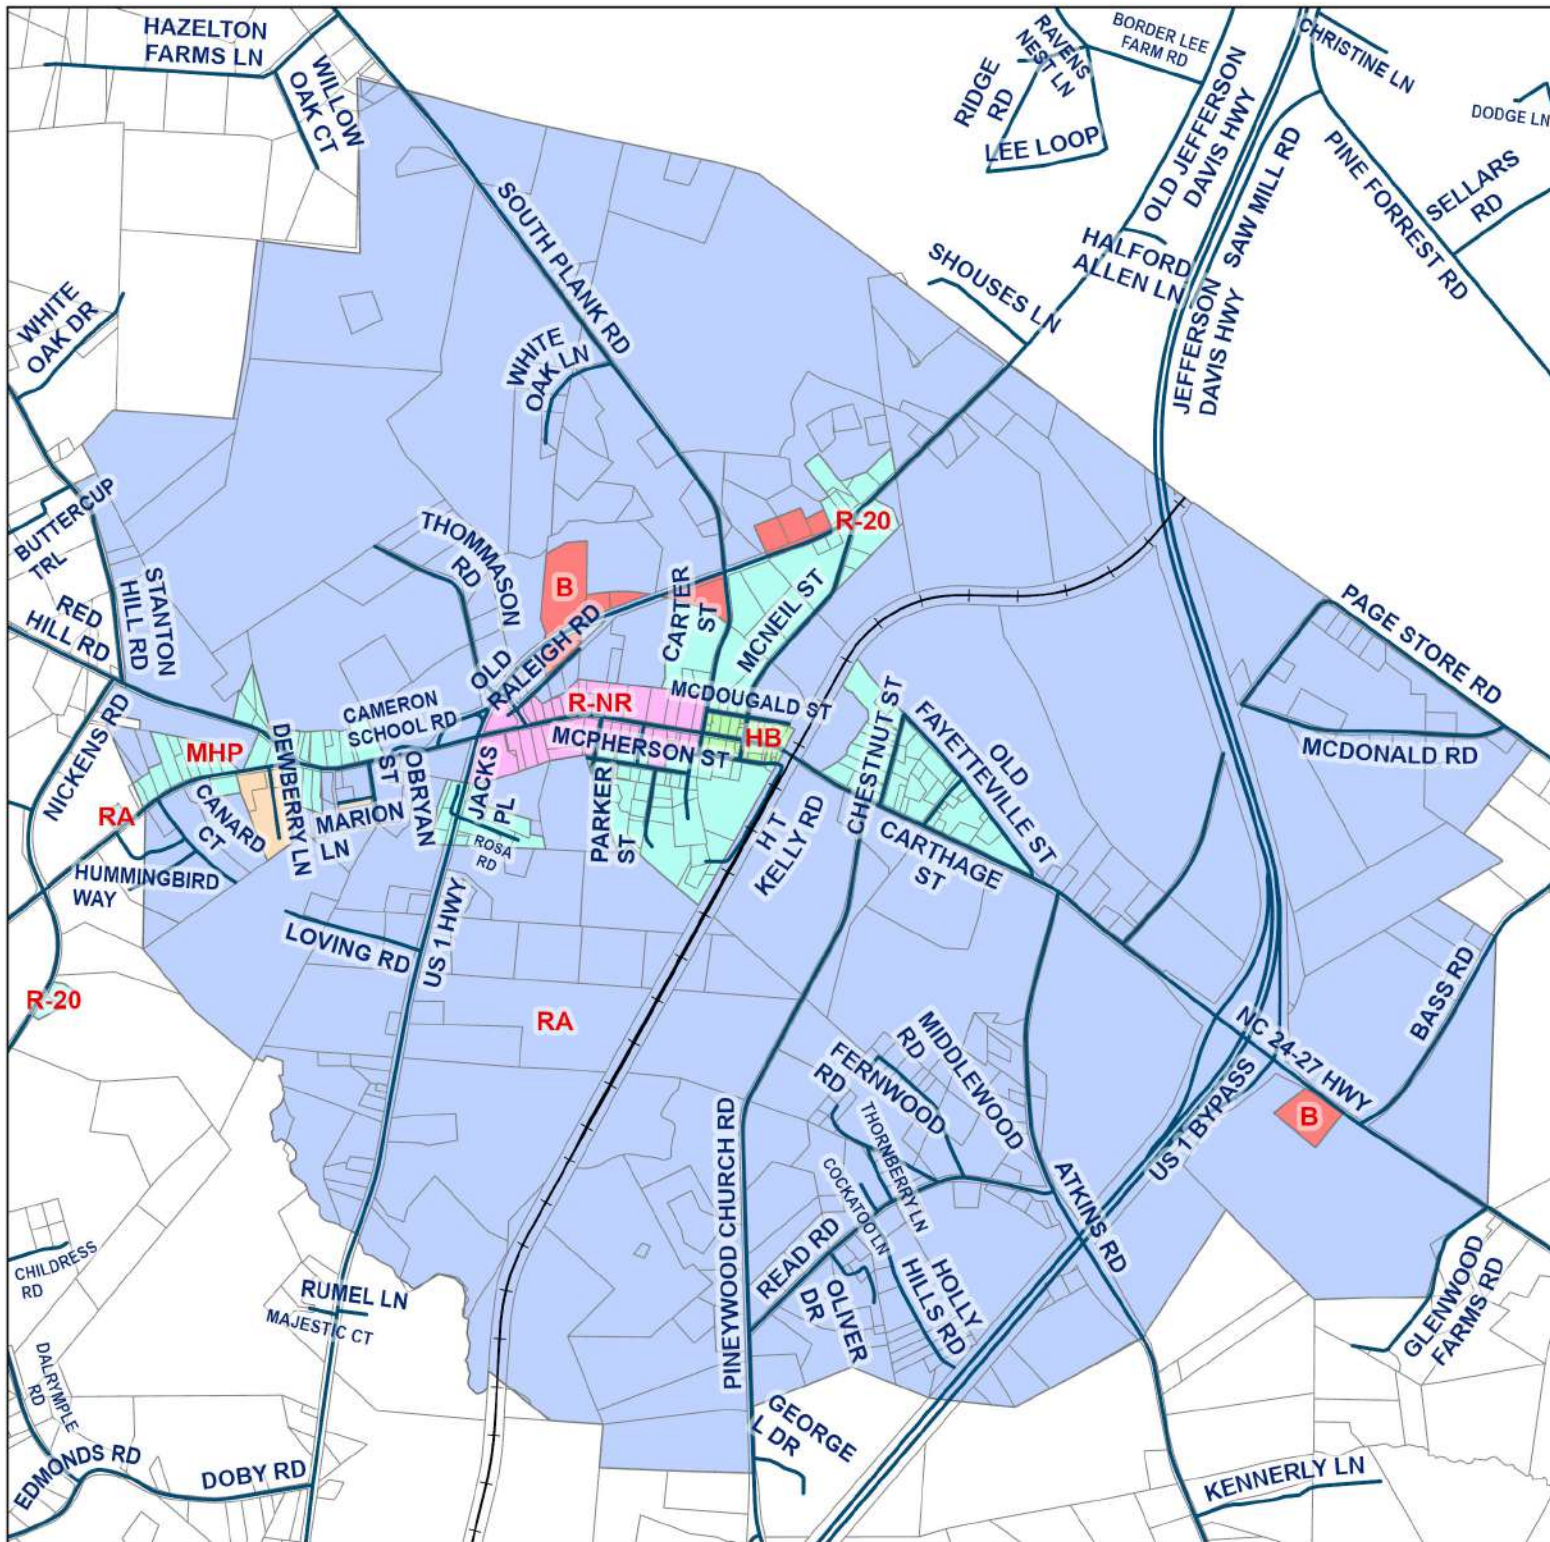 HAZELTON
FARMS LN
WILLOW
OAK CT
RAVENS
NEST LN
RIDGE
RD
LEE LOOP
BORDER LEE
FARM RD
OLD JEFFERSON
DAVIS HWY
CHRISTINE LN
DODGE LN
SAW MILL RD
PINE FORREST RD
SELLARS
RD
HALFORD
ALLEN LN
JEFFERSON
DAVIS HWY
SHOUSES LN
SOUTH PLANK RD
WHITE
OAK DR
WHITE
OAK LN
BUTTERCUP
TRL
STANTON
HILL RD
RED
HILL RD
THOMMASON
RD
R-20
B
CARTER
ST
MCNEIL ST
OLD
RALEIGH RD
PAGE STORE RD
MCDONALD RD
NICKENS RD
MHP
DEWBERRY LN
CAMERON
SCHOOL RD
R-NR
MCDOUGALD ST
HB
MCPHERSON ST
CHESTNUT ST
OLD
FAYETTEVILLE ST
RA
CANARD
CT
MARION
LN
OBRYAN
ST
JACKS
PL
ROSA
RD
PARKER
ST
H T
KELLY RD
CARTHAGE
ST
HUMMINGBIRD
WAY
LOVING RD
US 1 HWY
R-20
RA
BASS RD
NC 24-27 HWY
US 1 BYPASS
B
MIDDLEWOOD
RD
FERNWOOD
RD
THORNBERRY LN
COCKATOO LN
PINEYWOOD CHURCH RD
READ RD
OLIVER
DR
HOLLY
HILLS RD
ATKINS RD
GLENWOOD
FARMS RD
CHILDRESS
RD
RUMEL LN
MAJESTIC CT
DALRYMPLE
RD
EDMONDS RD
DOBY RD
GEORGE
L DR
KENNERLY LN